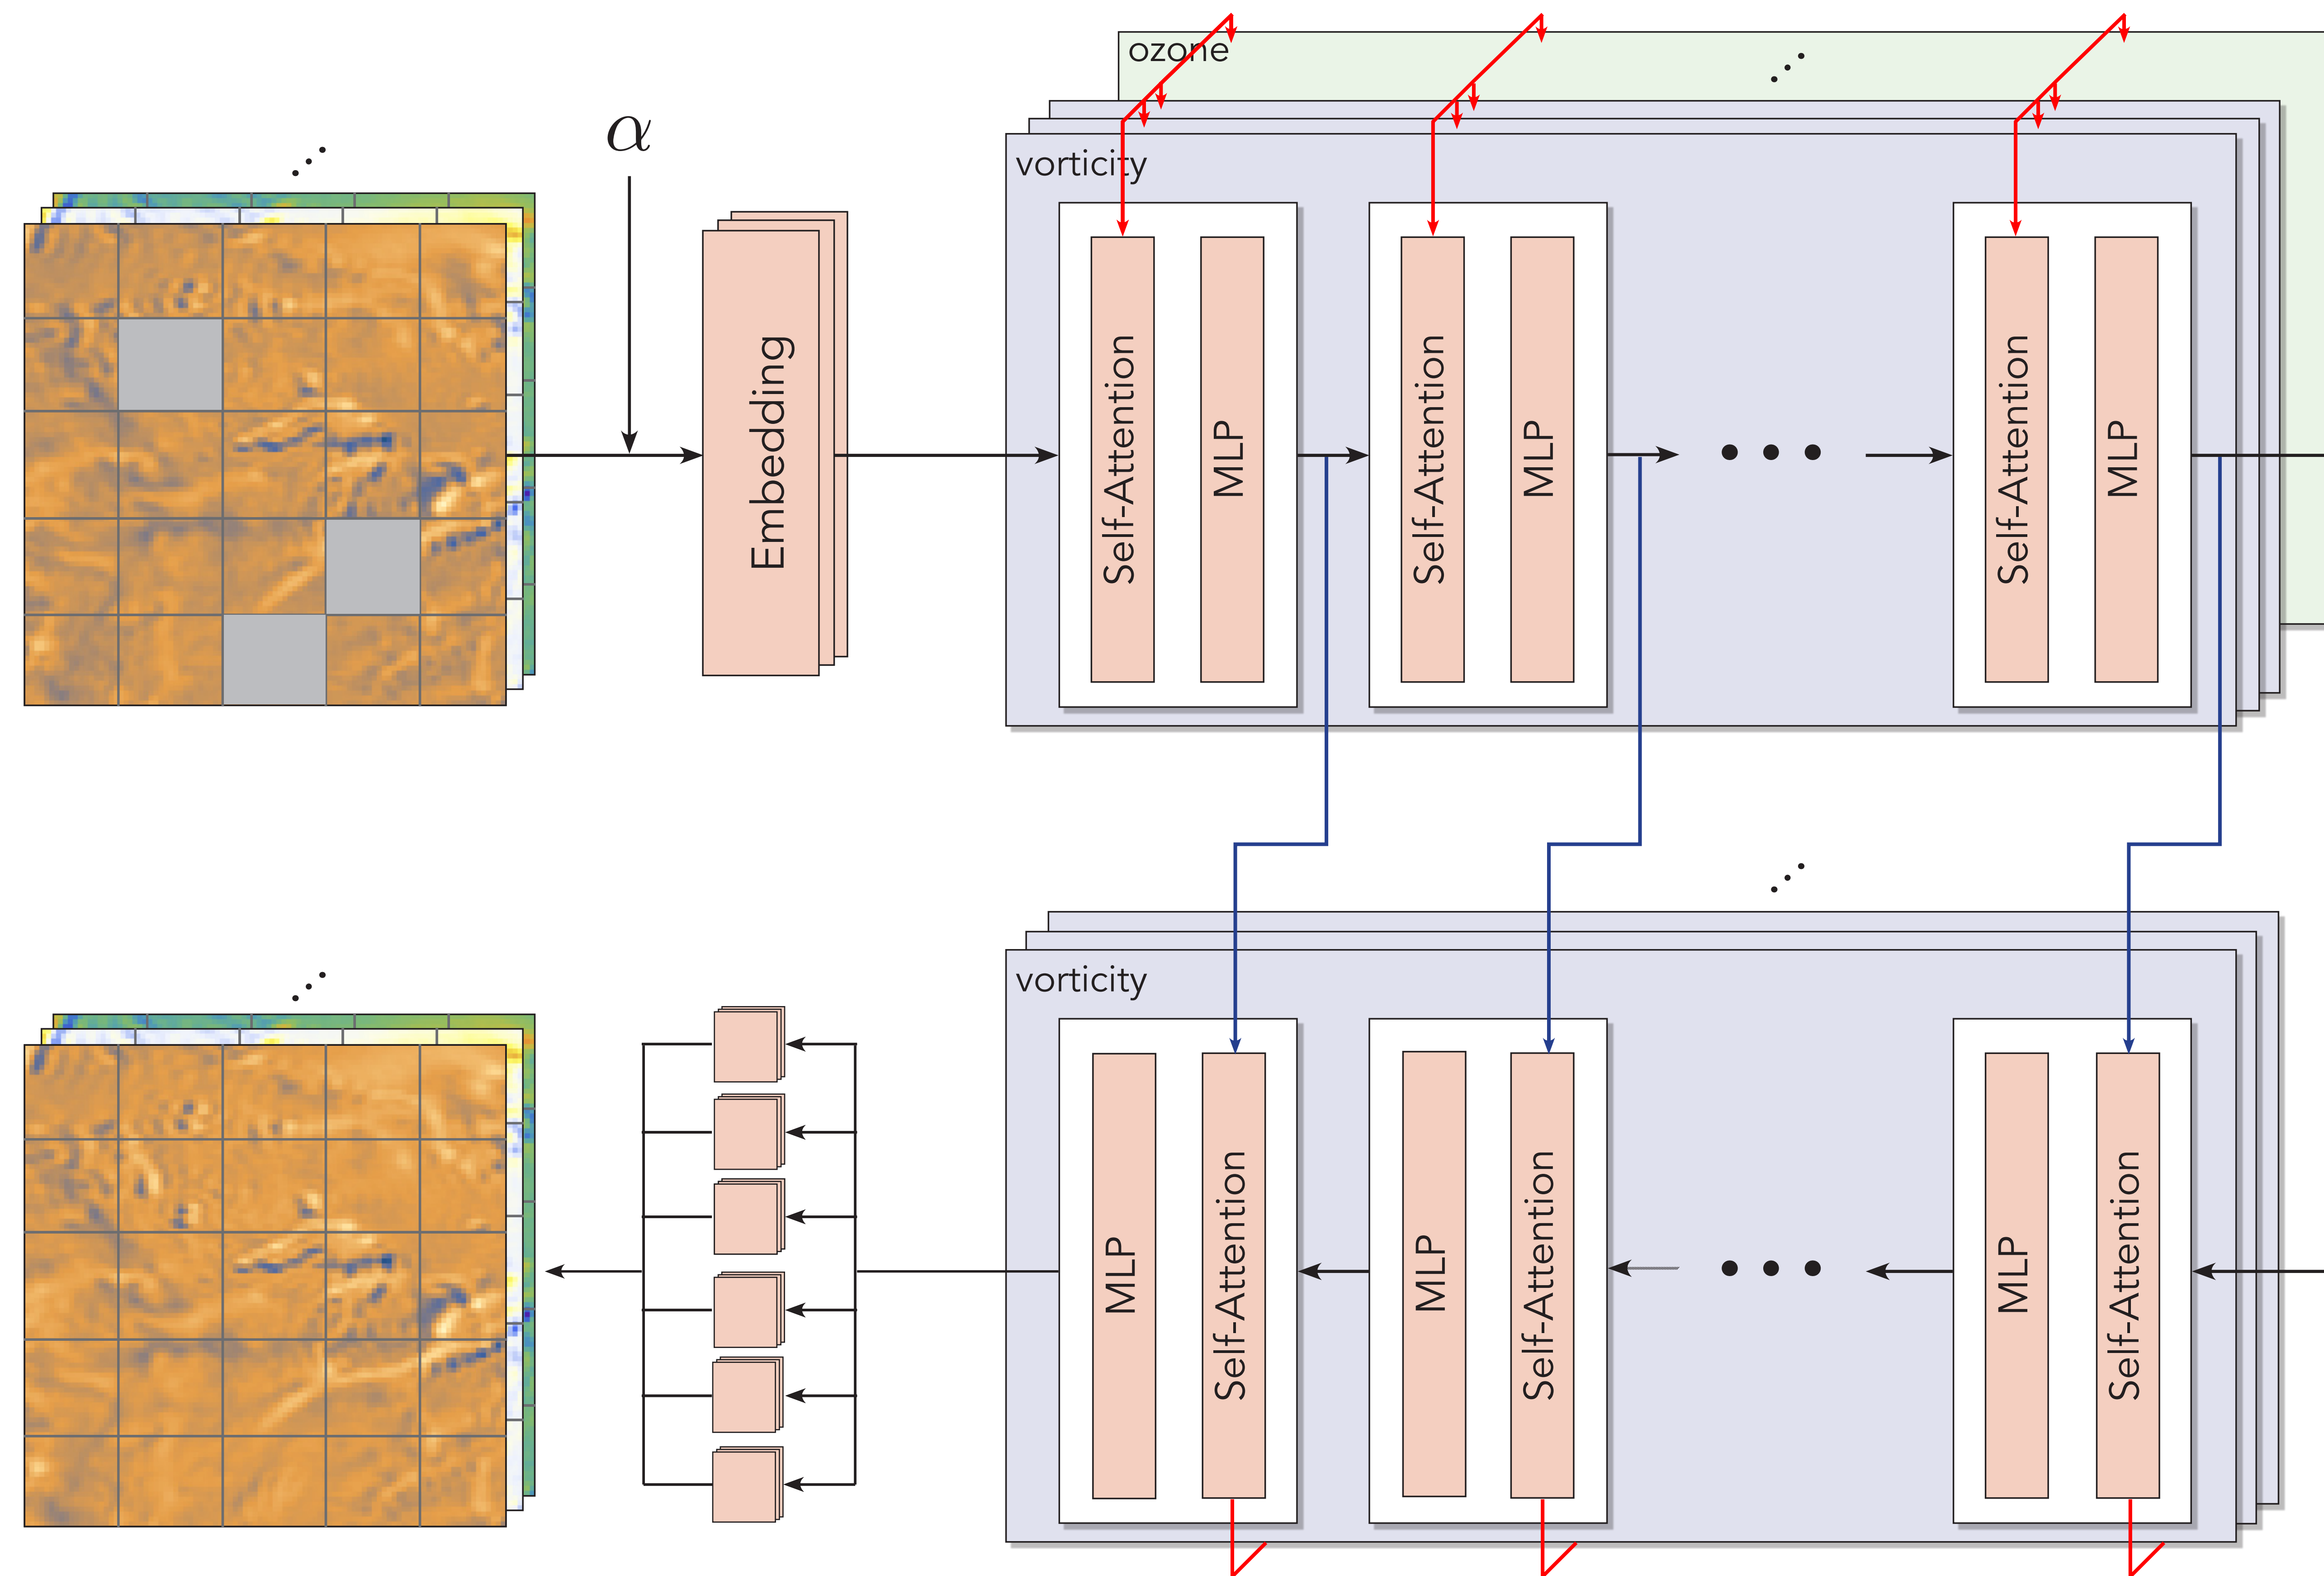 ozone
α
vorticity
Embedding
Self-Attention
MLP
Self-Attention
MLP
Self-Attention
MLP
vorticity
MLP
Self-Attention
MLP
Self-Attention
MLP
Self-Attention